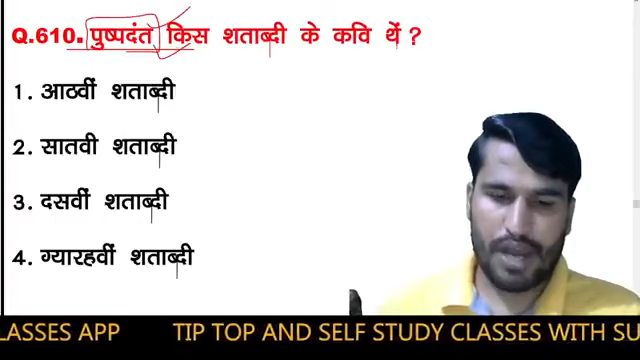 Q.610. पुष्पदंत किस शताब्दी के कवि थें ?
1. आठवीं शताब्दी
2. सातवी शताब्दी
3. दसवीं शताब्दी
4. ग्यारहवीं शताब्दी
LASSES APP TIP TOP AND SELF STUDY CLASSES WITH SU